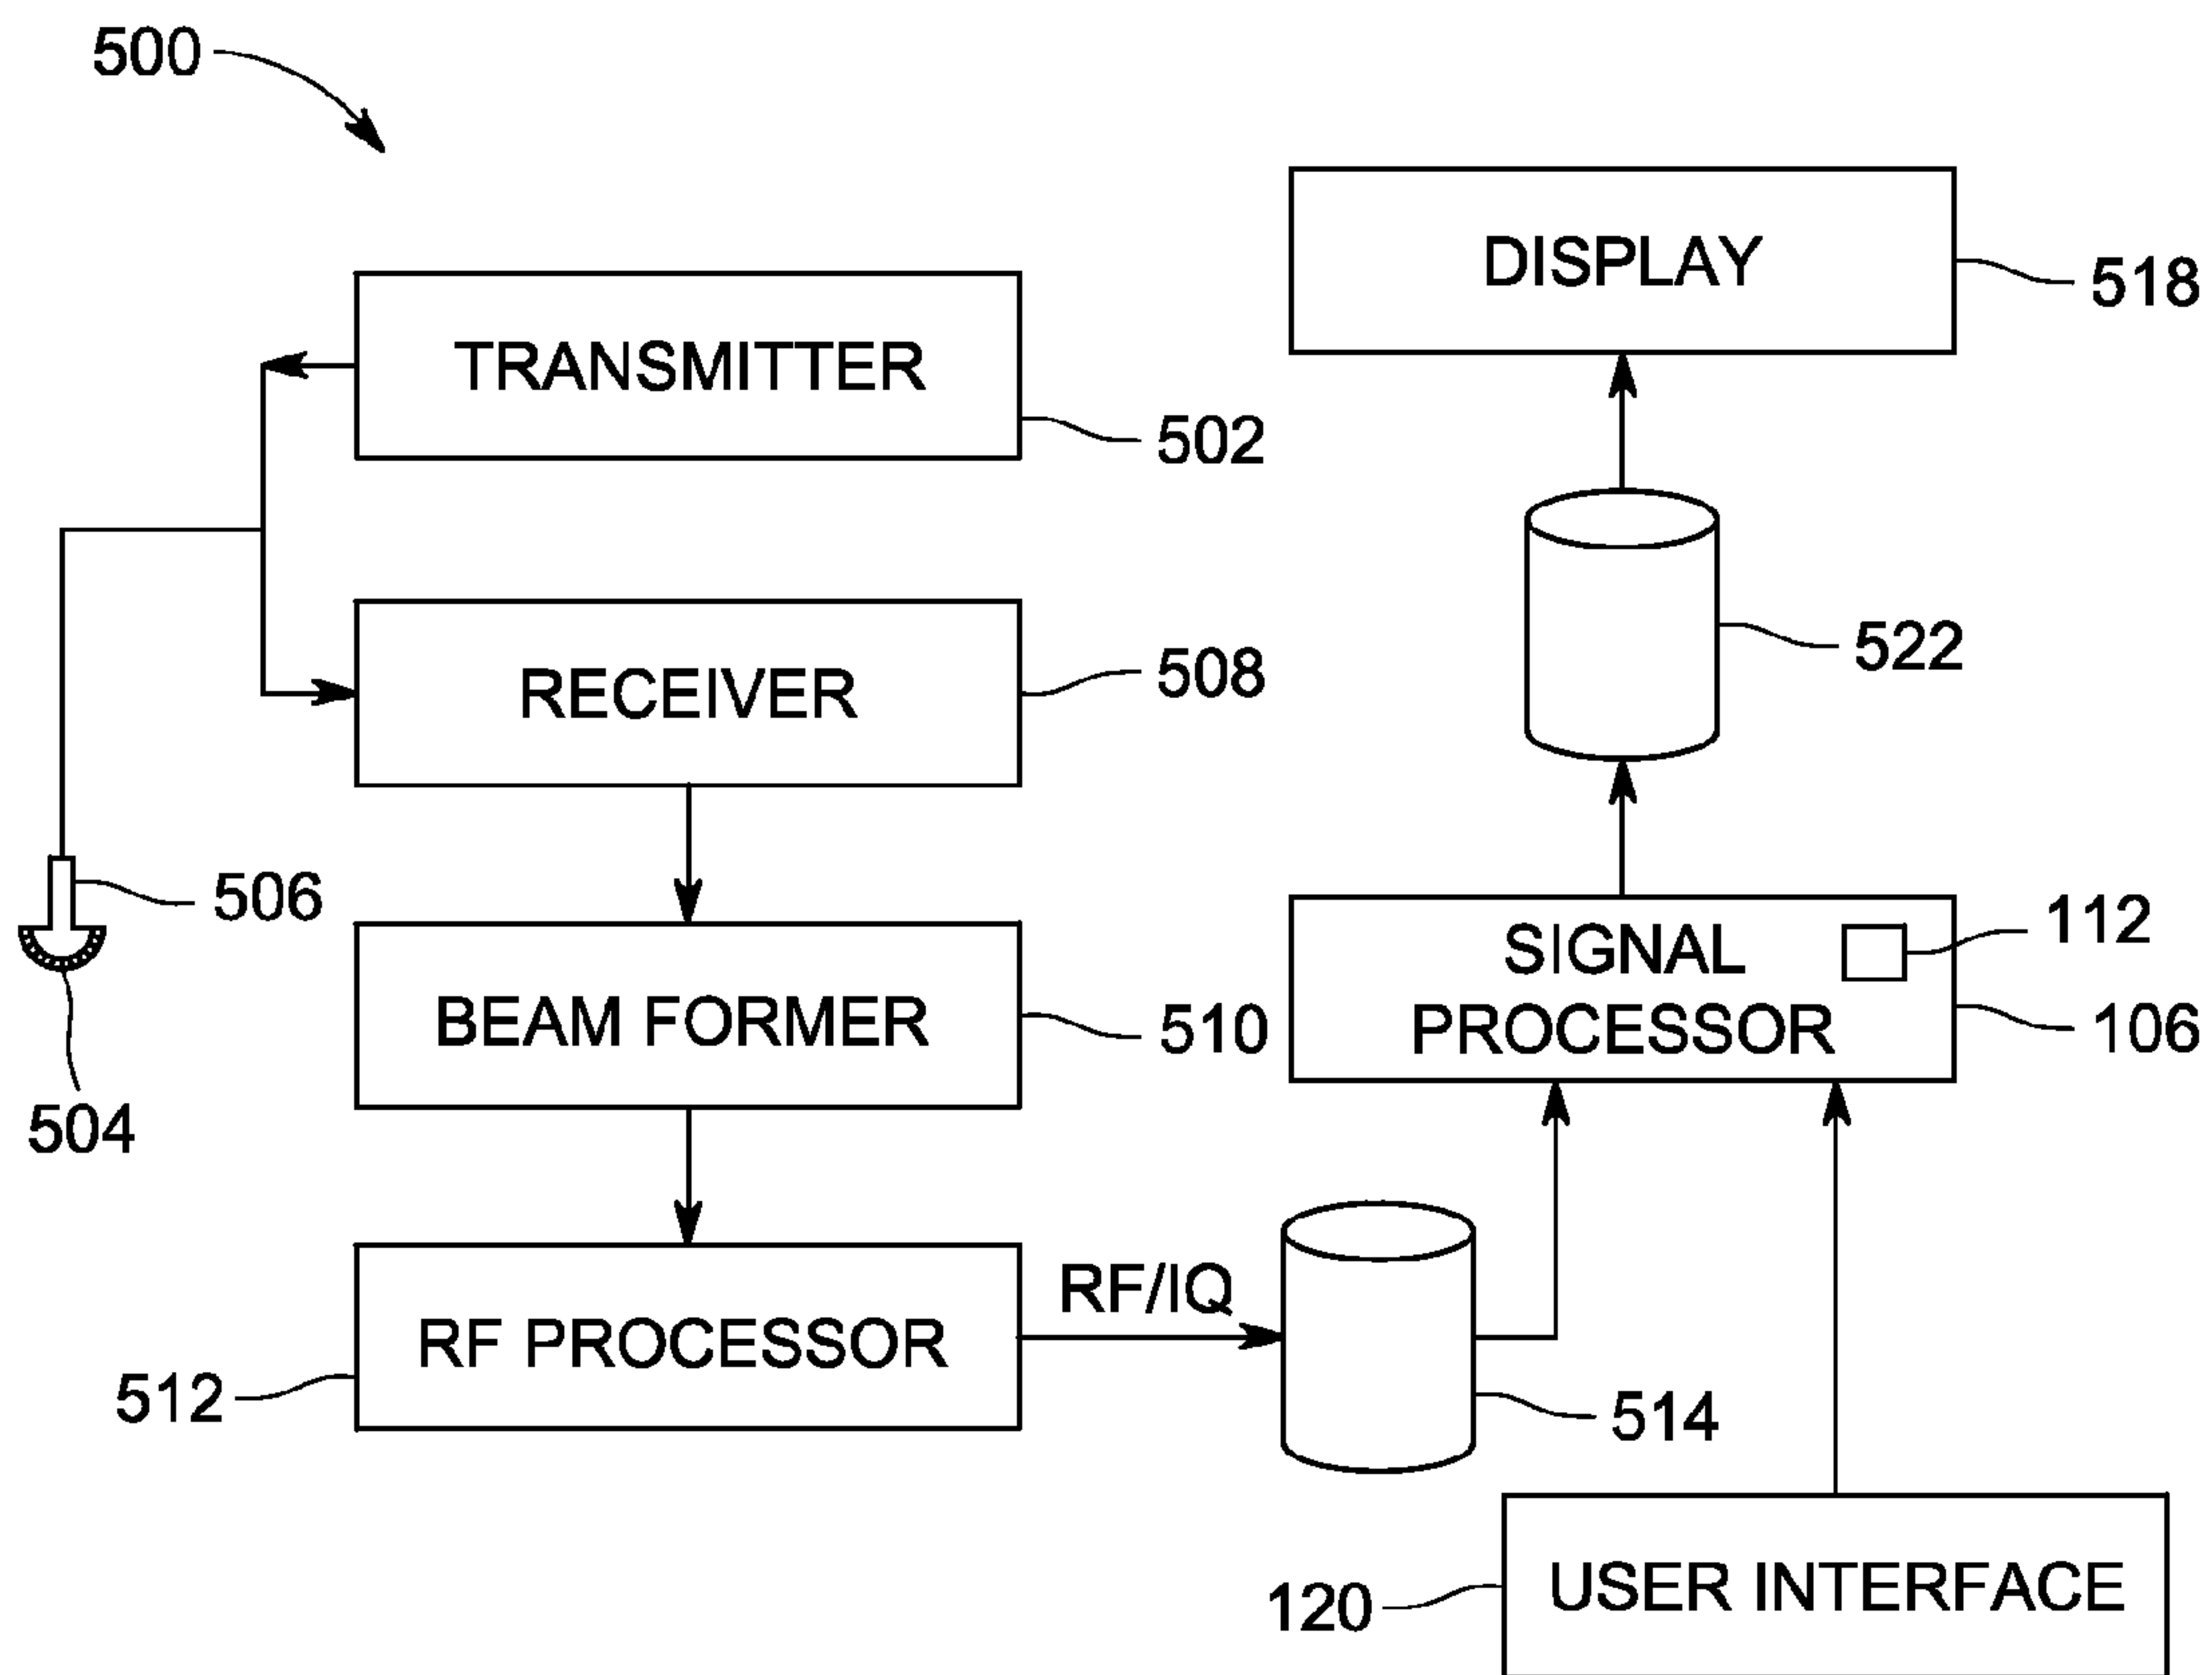 500
DISPLAY
518
TRANSMITTER
502
RECEIVER
508
522
506
504
BEAM FORMER
510
SIGNAL
PROCESSOR
112
106
RF PROCESSOR
512
RF/IQ
514
USER INTERFACE
120